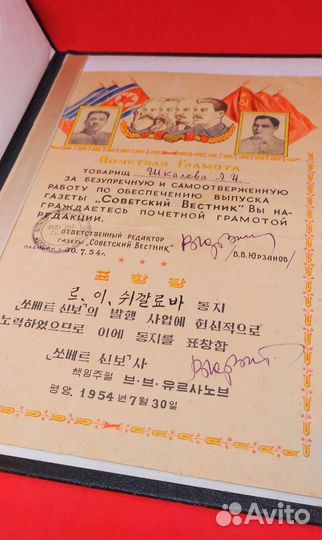 Почетная Грамота
ТОВАРИЩ Шкалева Л.И.
ЗА БЕЗУПРЕЧНУЮ И САМООТВЕРЖЕННУЮ
РАБОТУ ПО ОБЕСПЕЧЕНИЮ ВЫПУСКА
ГАЗЕТЫ „СОВЕТСКИЙ ВЕСТНИК" ВЫ НА-
ГРАЖДАЕТЕСЬ ПОЧЕТНОЙ ГРАМОТОЙ
РЕДАКЦИИ.
ОТВЕТСТВЕННЫЙ РЕДАКТОР
ГАЗЕТЫ „СОВЕТСКИЙ ВЕСТНИК"
/В.В.ЮРЗАНОВ/
ПХЕНЬЯН
30.7.54г.
표창장
르.이.쉬깔료바 동지
「쏘베트 신보」의 발행 사업에 헌신적으로
노력하였으므로 이에 동지를 표창함
「쏘베트 신보」사
책임주필 브·브·유르사노브
평양 1954년 7월 30일
Avito